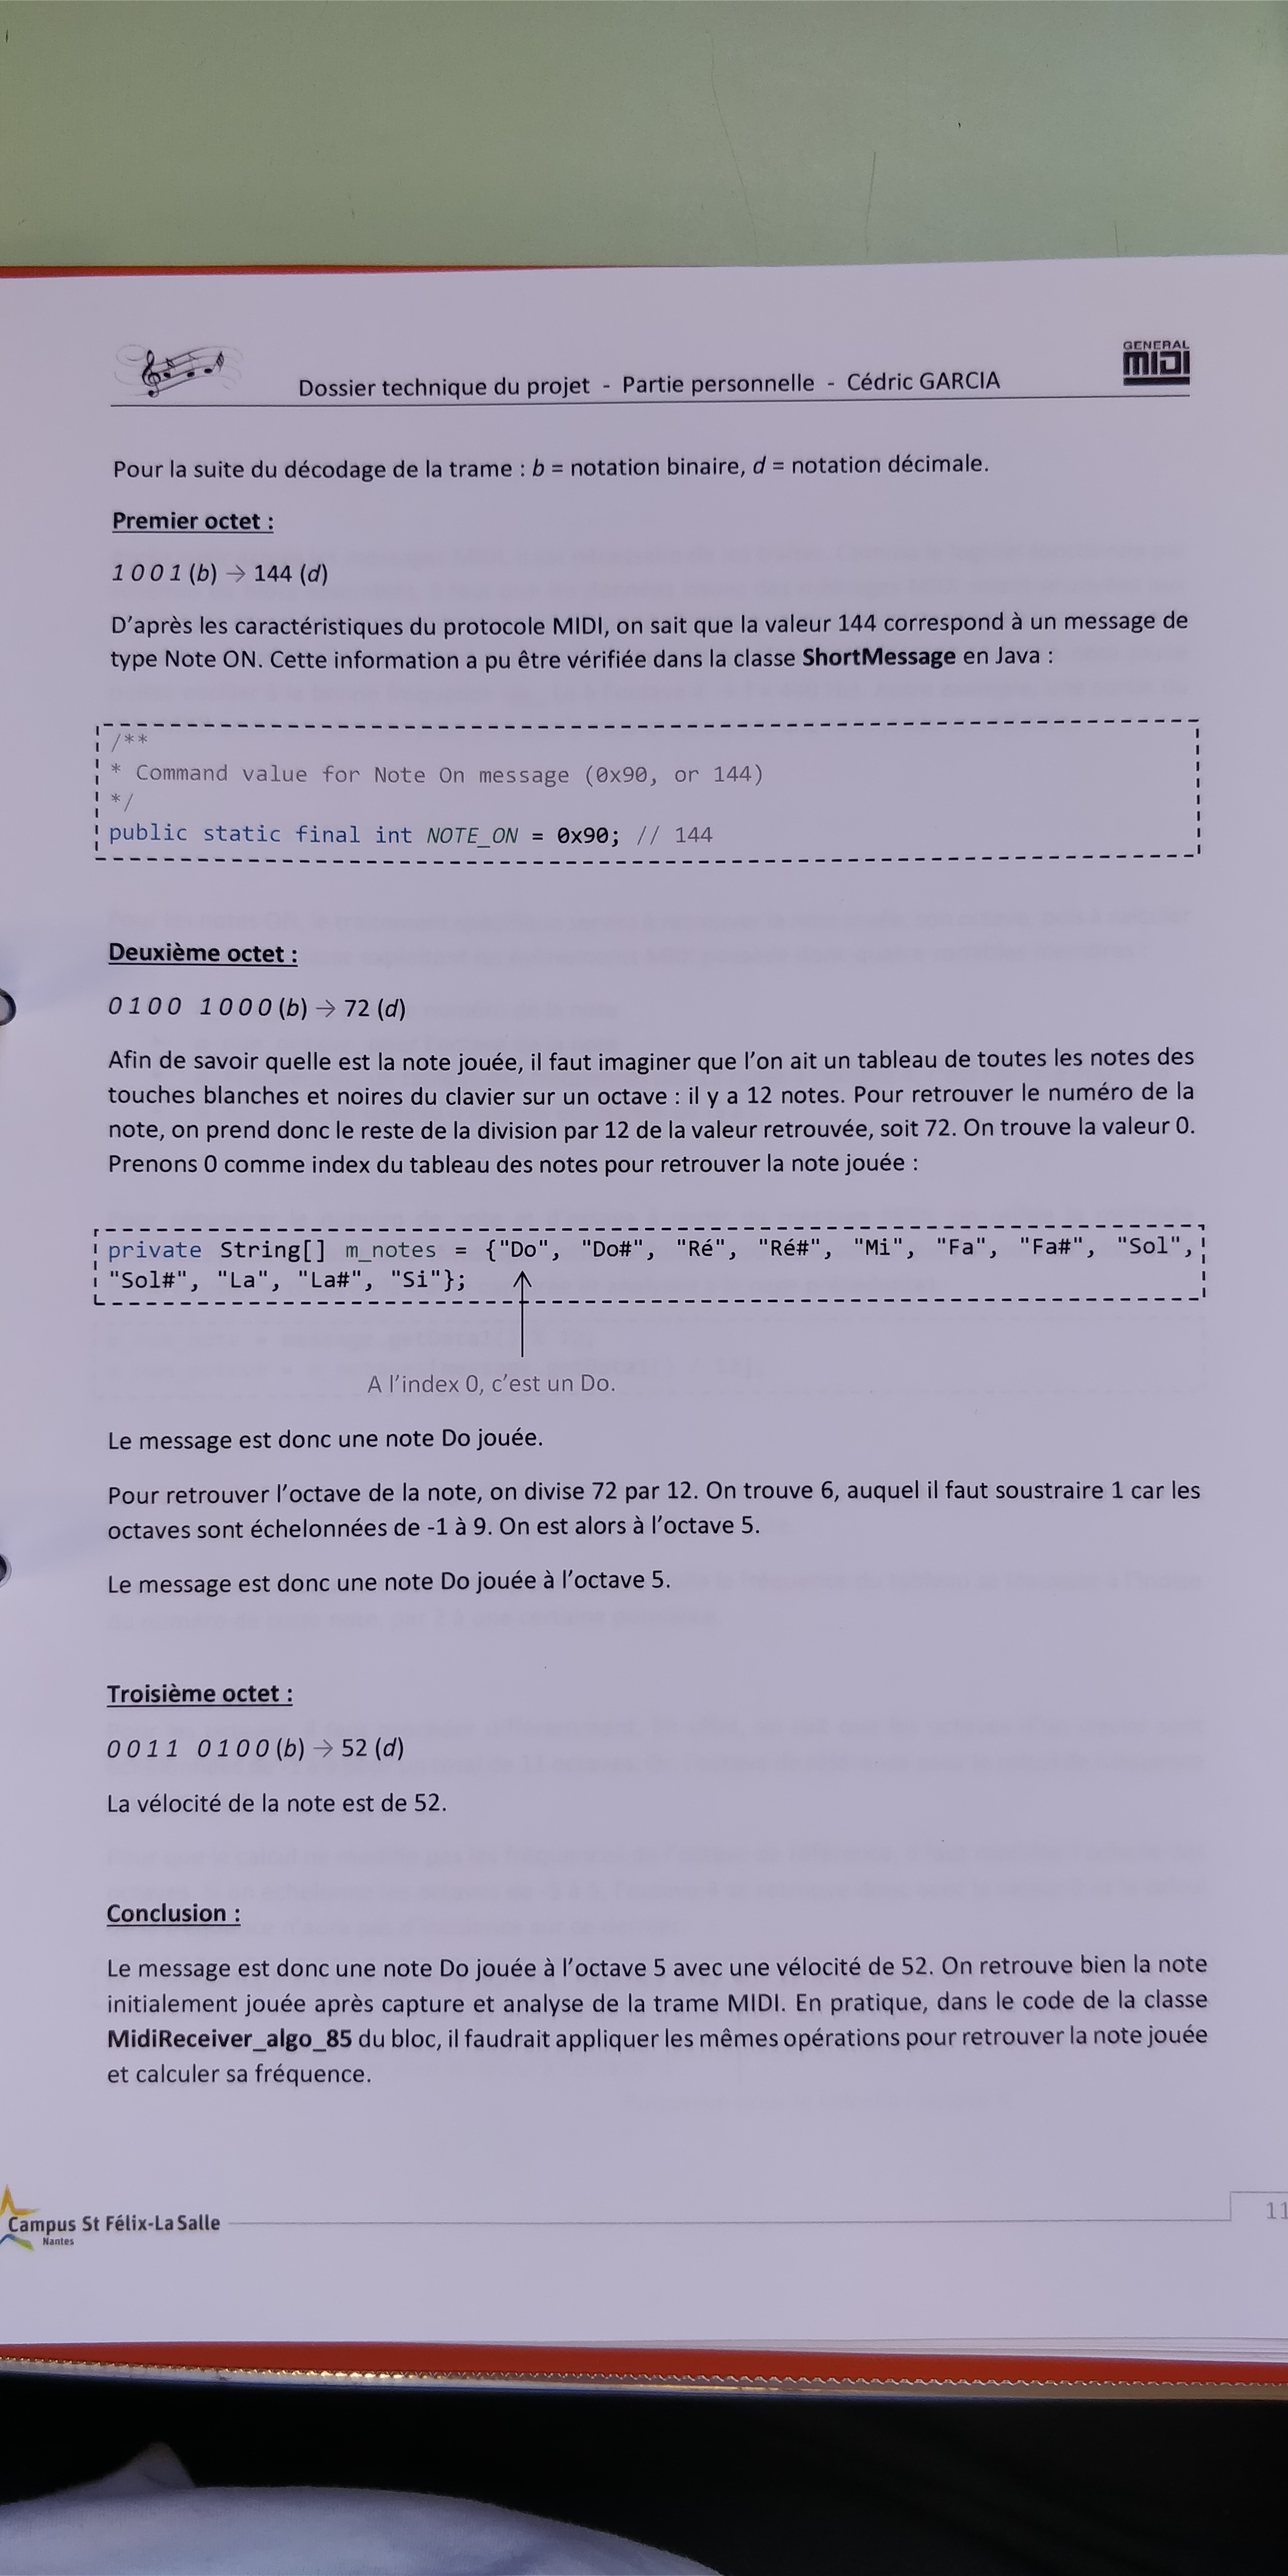 GENERAL
MIDI
Dossier technique du projet - Partie personnelle - Cédric GARCIA
Pour la suite du décodage de la trame : b = notation binaire, d = notation décimale.
Premier octet :
1 0 0 1 (b) → 144 (d)
D'après les caractéristiques du protocole MIDI, on sait que la valeur 144 correspond à un message de
type Note ON. Cette information a pu être vérifiée dans la classe ShortMessage en Java :
/**
* Command value for Note On message (0x90, or 144)
*/
public static final int NOTE_ON = 0x90; // 144
Deuxième octet :
0 1 0 0 1 0 0 0 (b) → 72 (d)
Afin de savoir quelle est la note jouée, il faut imaginer que l'on ait un tableau de toutes les notes des
touches blanches et noires du clavier sur un octave : il y a 12 notes. Pour retrouver le numéro de la
note, on prend donc le reste de la division par 12 de la valeur retrouvée, soit 72. On trouve la valeur 0.
Prenons 0 comme index du tableau des notes pour retrouver la note jouée :
private String[] m_notes = {"Do", "Do#", "Ré", "Ré#", "Mi", "Fa", "Fa#", "Sol",
"Sol#", "La", "La#", "Si"};
A l'index 0, c'est un Do.
Le message est donc une note Do jouée.
Pour retrouver l'octave de la note, on divise 72 par 12. On trouve 6, auquel il faut soustraire 1 car les
octaves sont échelonnées de -1 à 9. On est alors à l'octave 5.
Le message est donc une note Do jouée à l'octave 5.
Troisième octet :
0 0 1 1 0 1 0 0 (b) → 52 (d)
La vélocité de la note est de 52.
Conclusion :
Le message est donc une note Do jouée à l'octave 5 avec une vélocité de 52. On retrouve bien la note
initialement jouée après capture et analyse de la trame MIDI. En pratique, dans le code de la classe
MidiReceiver_algo_85 du bloc, il faudrait appliquer les mêmes opérations pour retrouver la note jouée
et calculer sa fréquence.
Campus St Félix-La Salle
Nantes
11